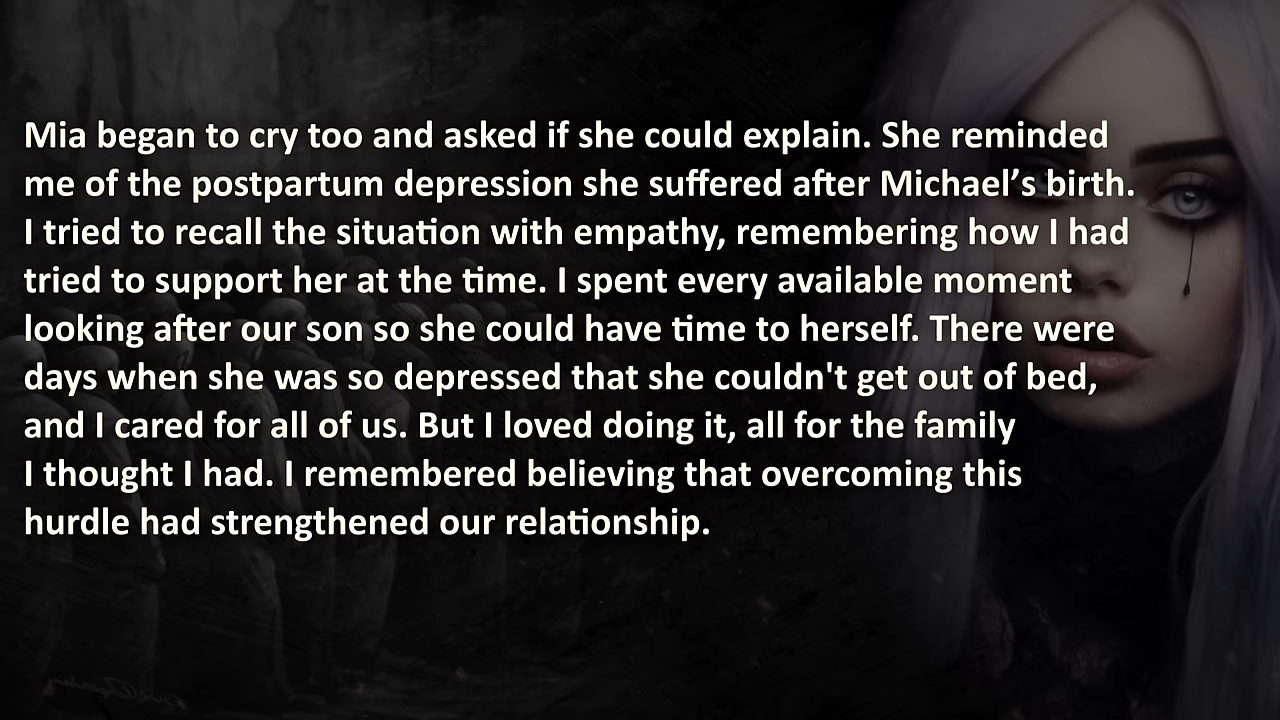 Mia began to cry too and asked if she could explain. She reminded
me of the postpartum depression she suffered after Michael’s birth.
I tried to recall the situation with empathy, remembering how I had
tried to support her at the time. I spent every available moment
looking after our son so she could have time to herself. There were
days when she was so depressed that she couldn't get out of bed,
and I cared for all of us. But I loved doing it, all for the family
I thought I had. I remembered believing that overcoming this
hurdle had strengthened our relationship.